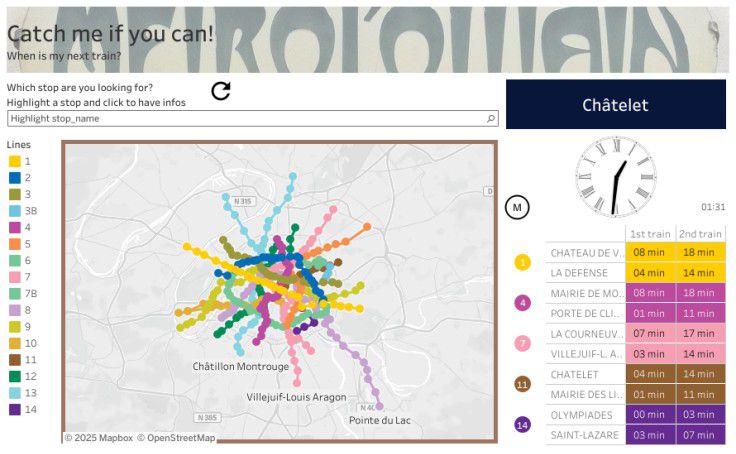 MÉTROPOLITAIN
Catch me if you can!
When is my next train?
Which stop are you looking for?
Highlight a stop and click to have infos
Highlight stop_name
Châtelet
Lines
1
2
3
3B
4
5
6
7
7B
8
9
10
11
12
13
14
N 315
D
Châtillon Montrouge
Villejuif-Louis Aragon
N 385
Pointe du Lac
© 2025 Mapbox © OpenStreetMap
M
01:31
1st train 2nd train
1 CHATEAU DE V.. 08 min 18 min
LA DEFENSE 04 min 14 min
4 MAIRIE DE MO.. 08 min 18 min
PORTE DE CLI.. 01 min 11 min
7 LA COURNEUV.. 07 min 17 min
VILLEJUIF-L. A.. 03 min 14 min
11 CHATELET 04 min 14 min
MAIRIE DES LI.. 01 min 11 min
14 OLYMPIADES 00 min 03 min
SAINT-LAZARE 03 min 07 min